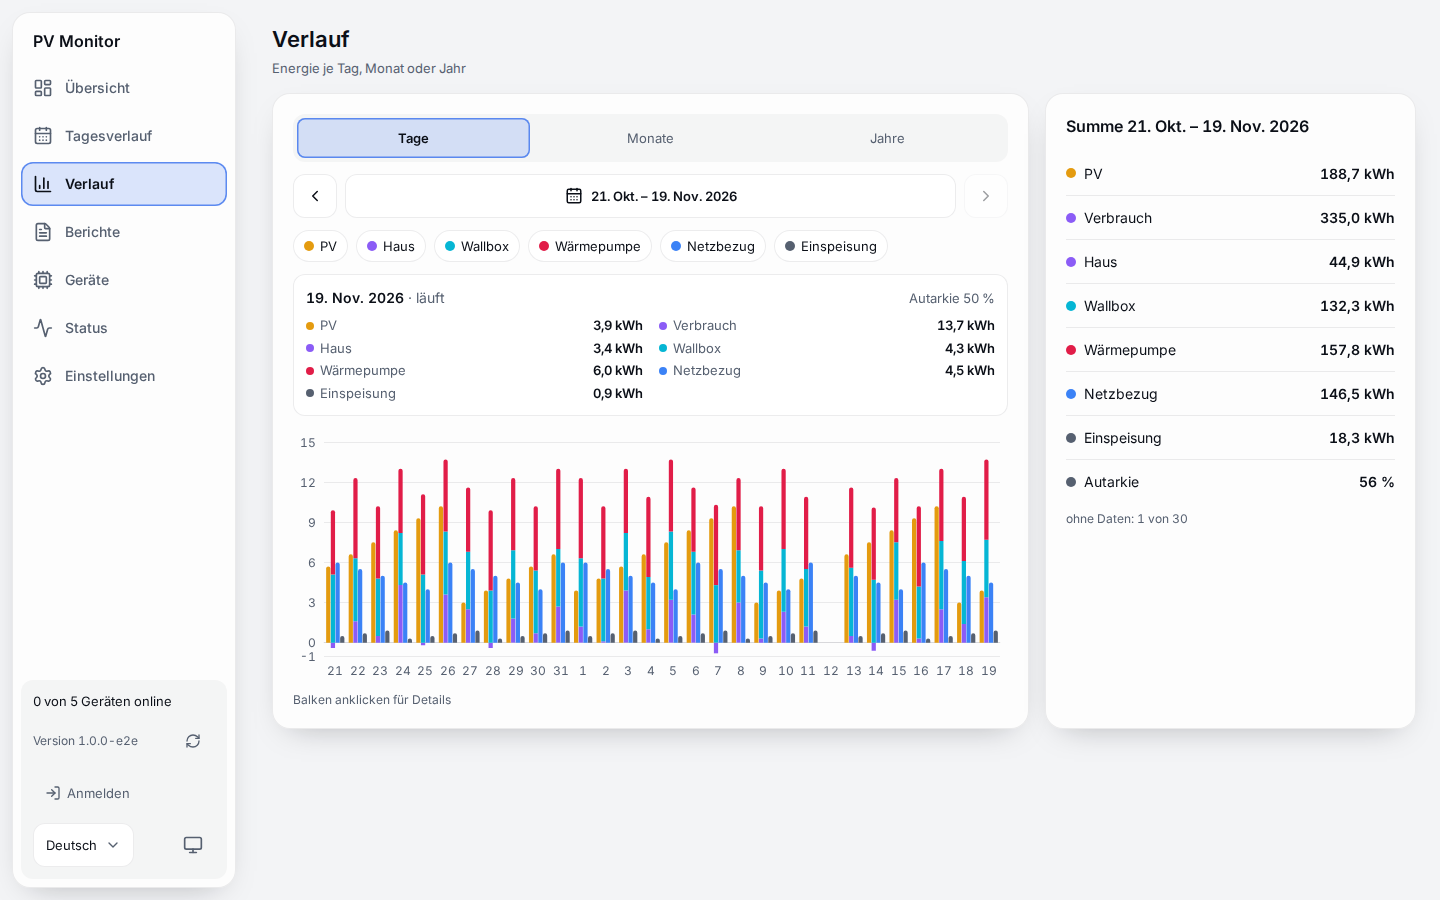 PV Monitor
Übersicht
Tagesverlauf
Verlauf
Berichte
Geräte
Status
Einstellungen
0 von 5 Geräten online
Version 1.0.0-e2e
Anmelden
Deutsch
Verlauf
Energie je Tag, Monat oder Jahr
Tage Monate Jahre
21. Okt. – 19. Nov. 2026
PV Haus Wallbox Wärmepumpe Netzbezug Einspeisung
19. Nov. 2026 · läuft Autarkie 50 %
PV 3,9 kWh Verbrauch 13,7 kWh
Haus 3,4 kWh Wallbox 4,3 kWh
Wärmepumpe 6,0 kWh Netzbezug 4,5 kWh
Einspeisung 0,9 kWh
15
12
9
6
3
0
-1
21 22 23 24 25 26 27 28 29 30 31 1 2 3 4 5 6 7 8 9 10 11 12 13 14 15 16 17 18 19
Balken anklicken für Details
Summe 21. Okt. – 19. Nov. 2026
PV 188,7 kWh
Verbrauch 335,0 kWh
Haus 44,9 kWh
Wallbox 132,3 kWh
Wärmepumpe 157,8 kWh
Netzbezug 146,5 kWh
Einspeisung 18,3 kWh
Autarkie 56 %
ohne Daten: 1 von 30